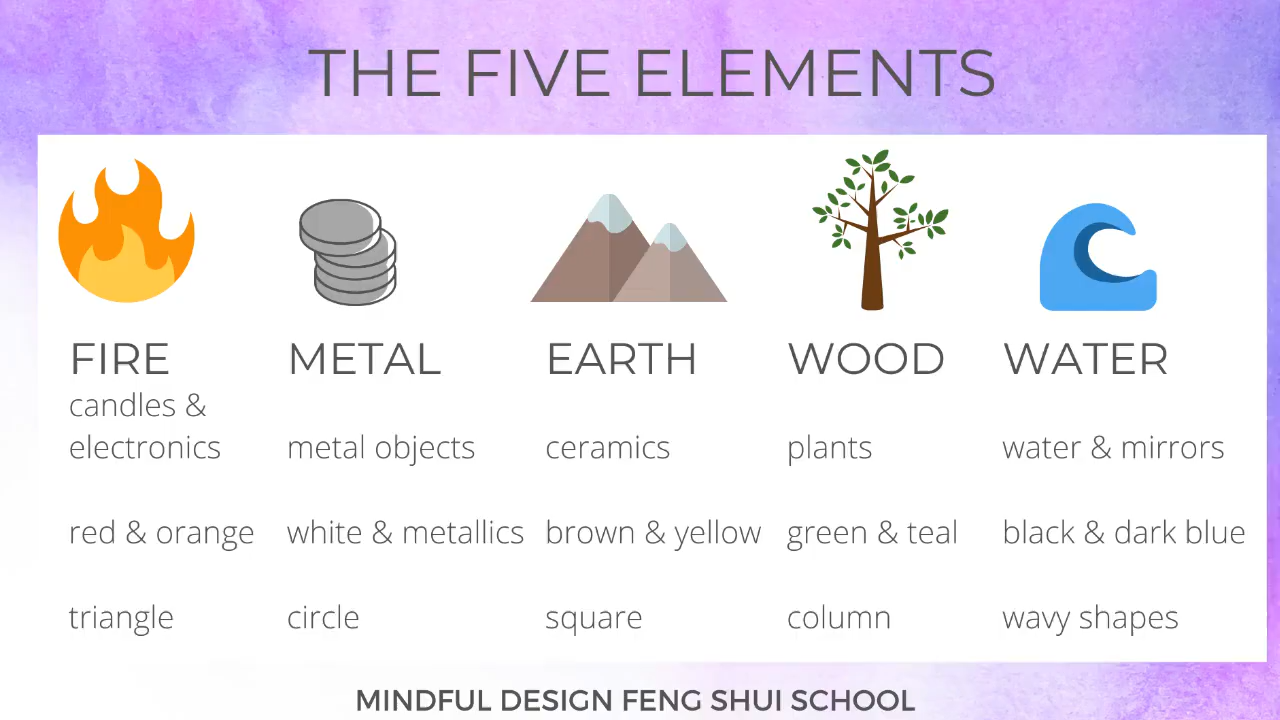 THE FIVE ELEMENTS
FIRE METAL EARTH WOOD WATER
candles &
electronics metal objects ceramics plants water & mirrors
red & orange white & metallics brown & yellow green & teal black & dark blue
triangle circle square column wavy shapes
MINDFUL DESIGN FENG SHUI SCHOOL